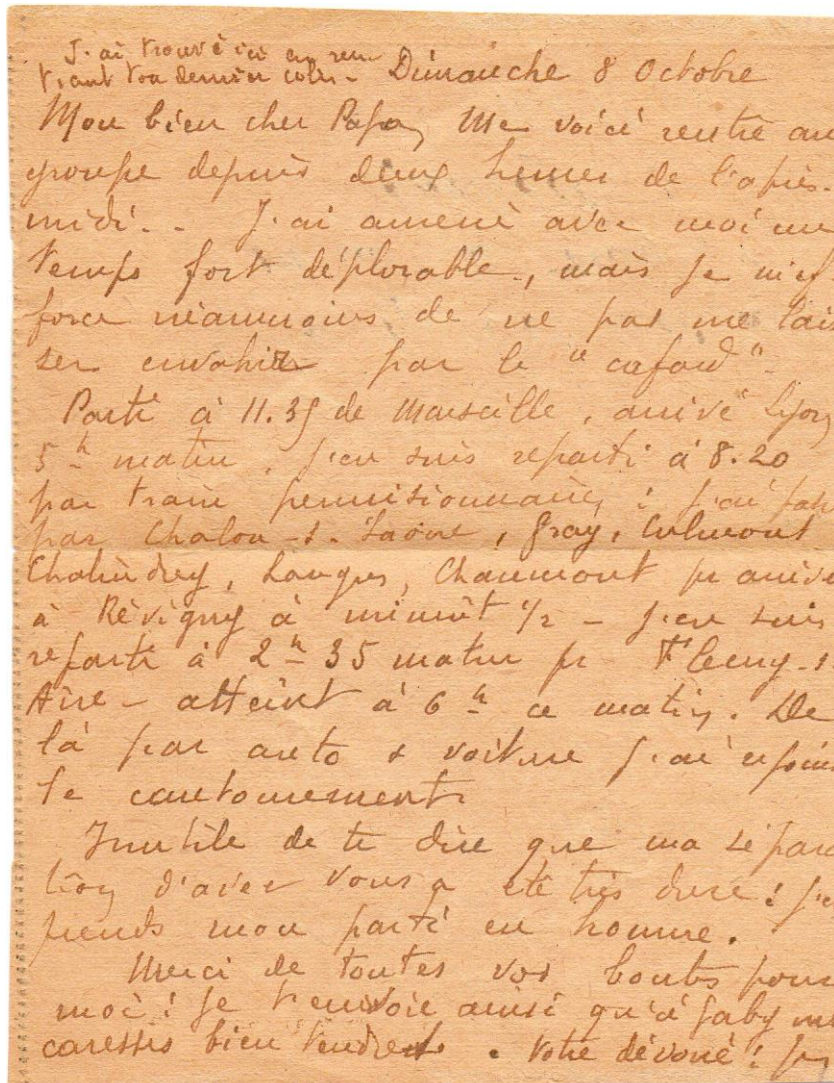 J'ai trouvé ici en ren
trant ton dernier colis - Dimanche 8 Octobre
Mon bien cher Papa, Me voici rentré au
groupe depuis deux heures de l'après-
midi. - J'ai amené avec moi un
temps fort déplorable, mais je m'ef
force néanmoins de ne pas me lais
ser envahir par le "cafard".
Parti à 11.35 de Marseille, arrivé Lyon
5h matin, j'en suis reparti à 8.20
par train permissionnaires : j'ai
par Chalon-s.-Saône, Gray, Culmont
Chalindrey, Langres, Chaumont pr arriver
à Révigny à minuit 1/2 - j'en suis
reparti à 2h 35 matin pr Fleury-s
Aire - atteint à 6h ce matin. De
là par auto & voiture j'ai rejoint
le cantonnement.
Inutile de te dire que ma sépara
tion d'avec vous a été très dure ! j'en
prends mon parti en homme.
Merci de toutes vos bontés pour
moi ! Je t'envoie ainsi qu'à Gaby mes
caresses bien tendres. Votre dévoué !